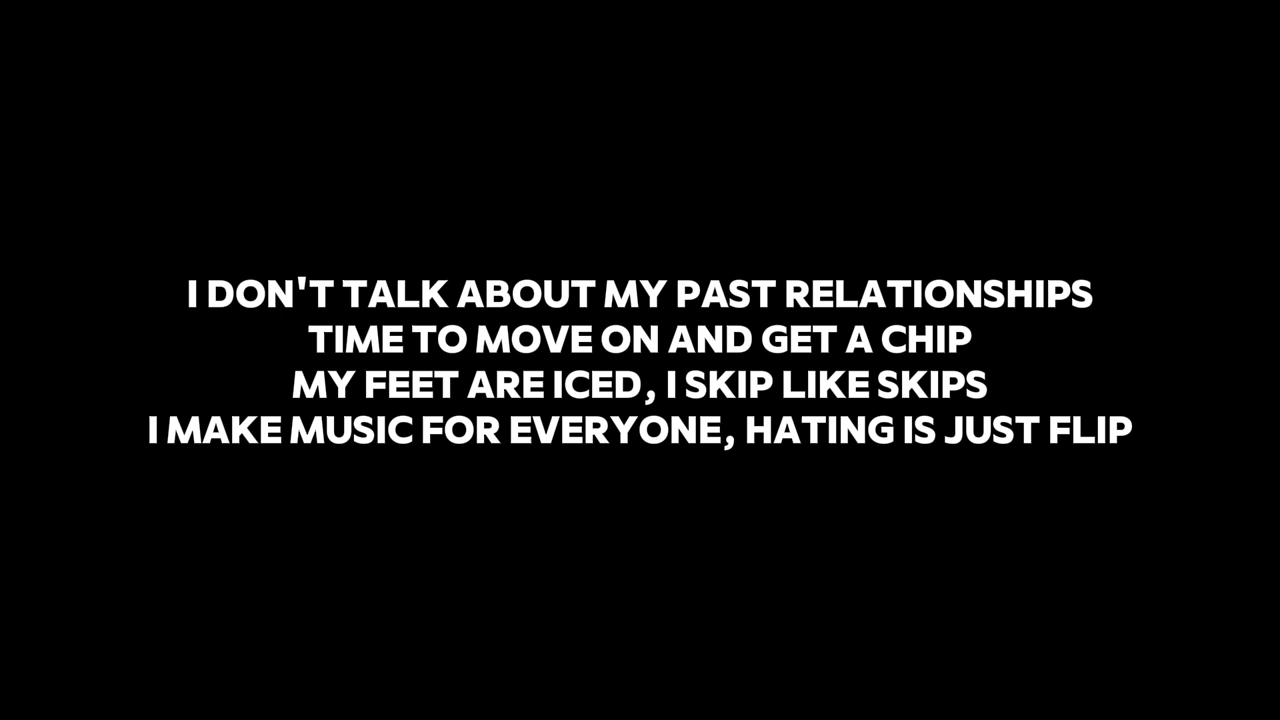 I DON'T TALK ABOUT MY PAST RELATIONSHIPS
TIME TO MOVE ON AND GET A CHIP
MY FEET ARE ICED, I SKIP LIKE SKIPS
I MAKE MUSIC FOR EVERYONE, HATING IS JUST FLIP